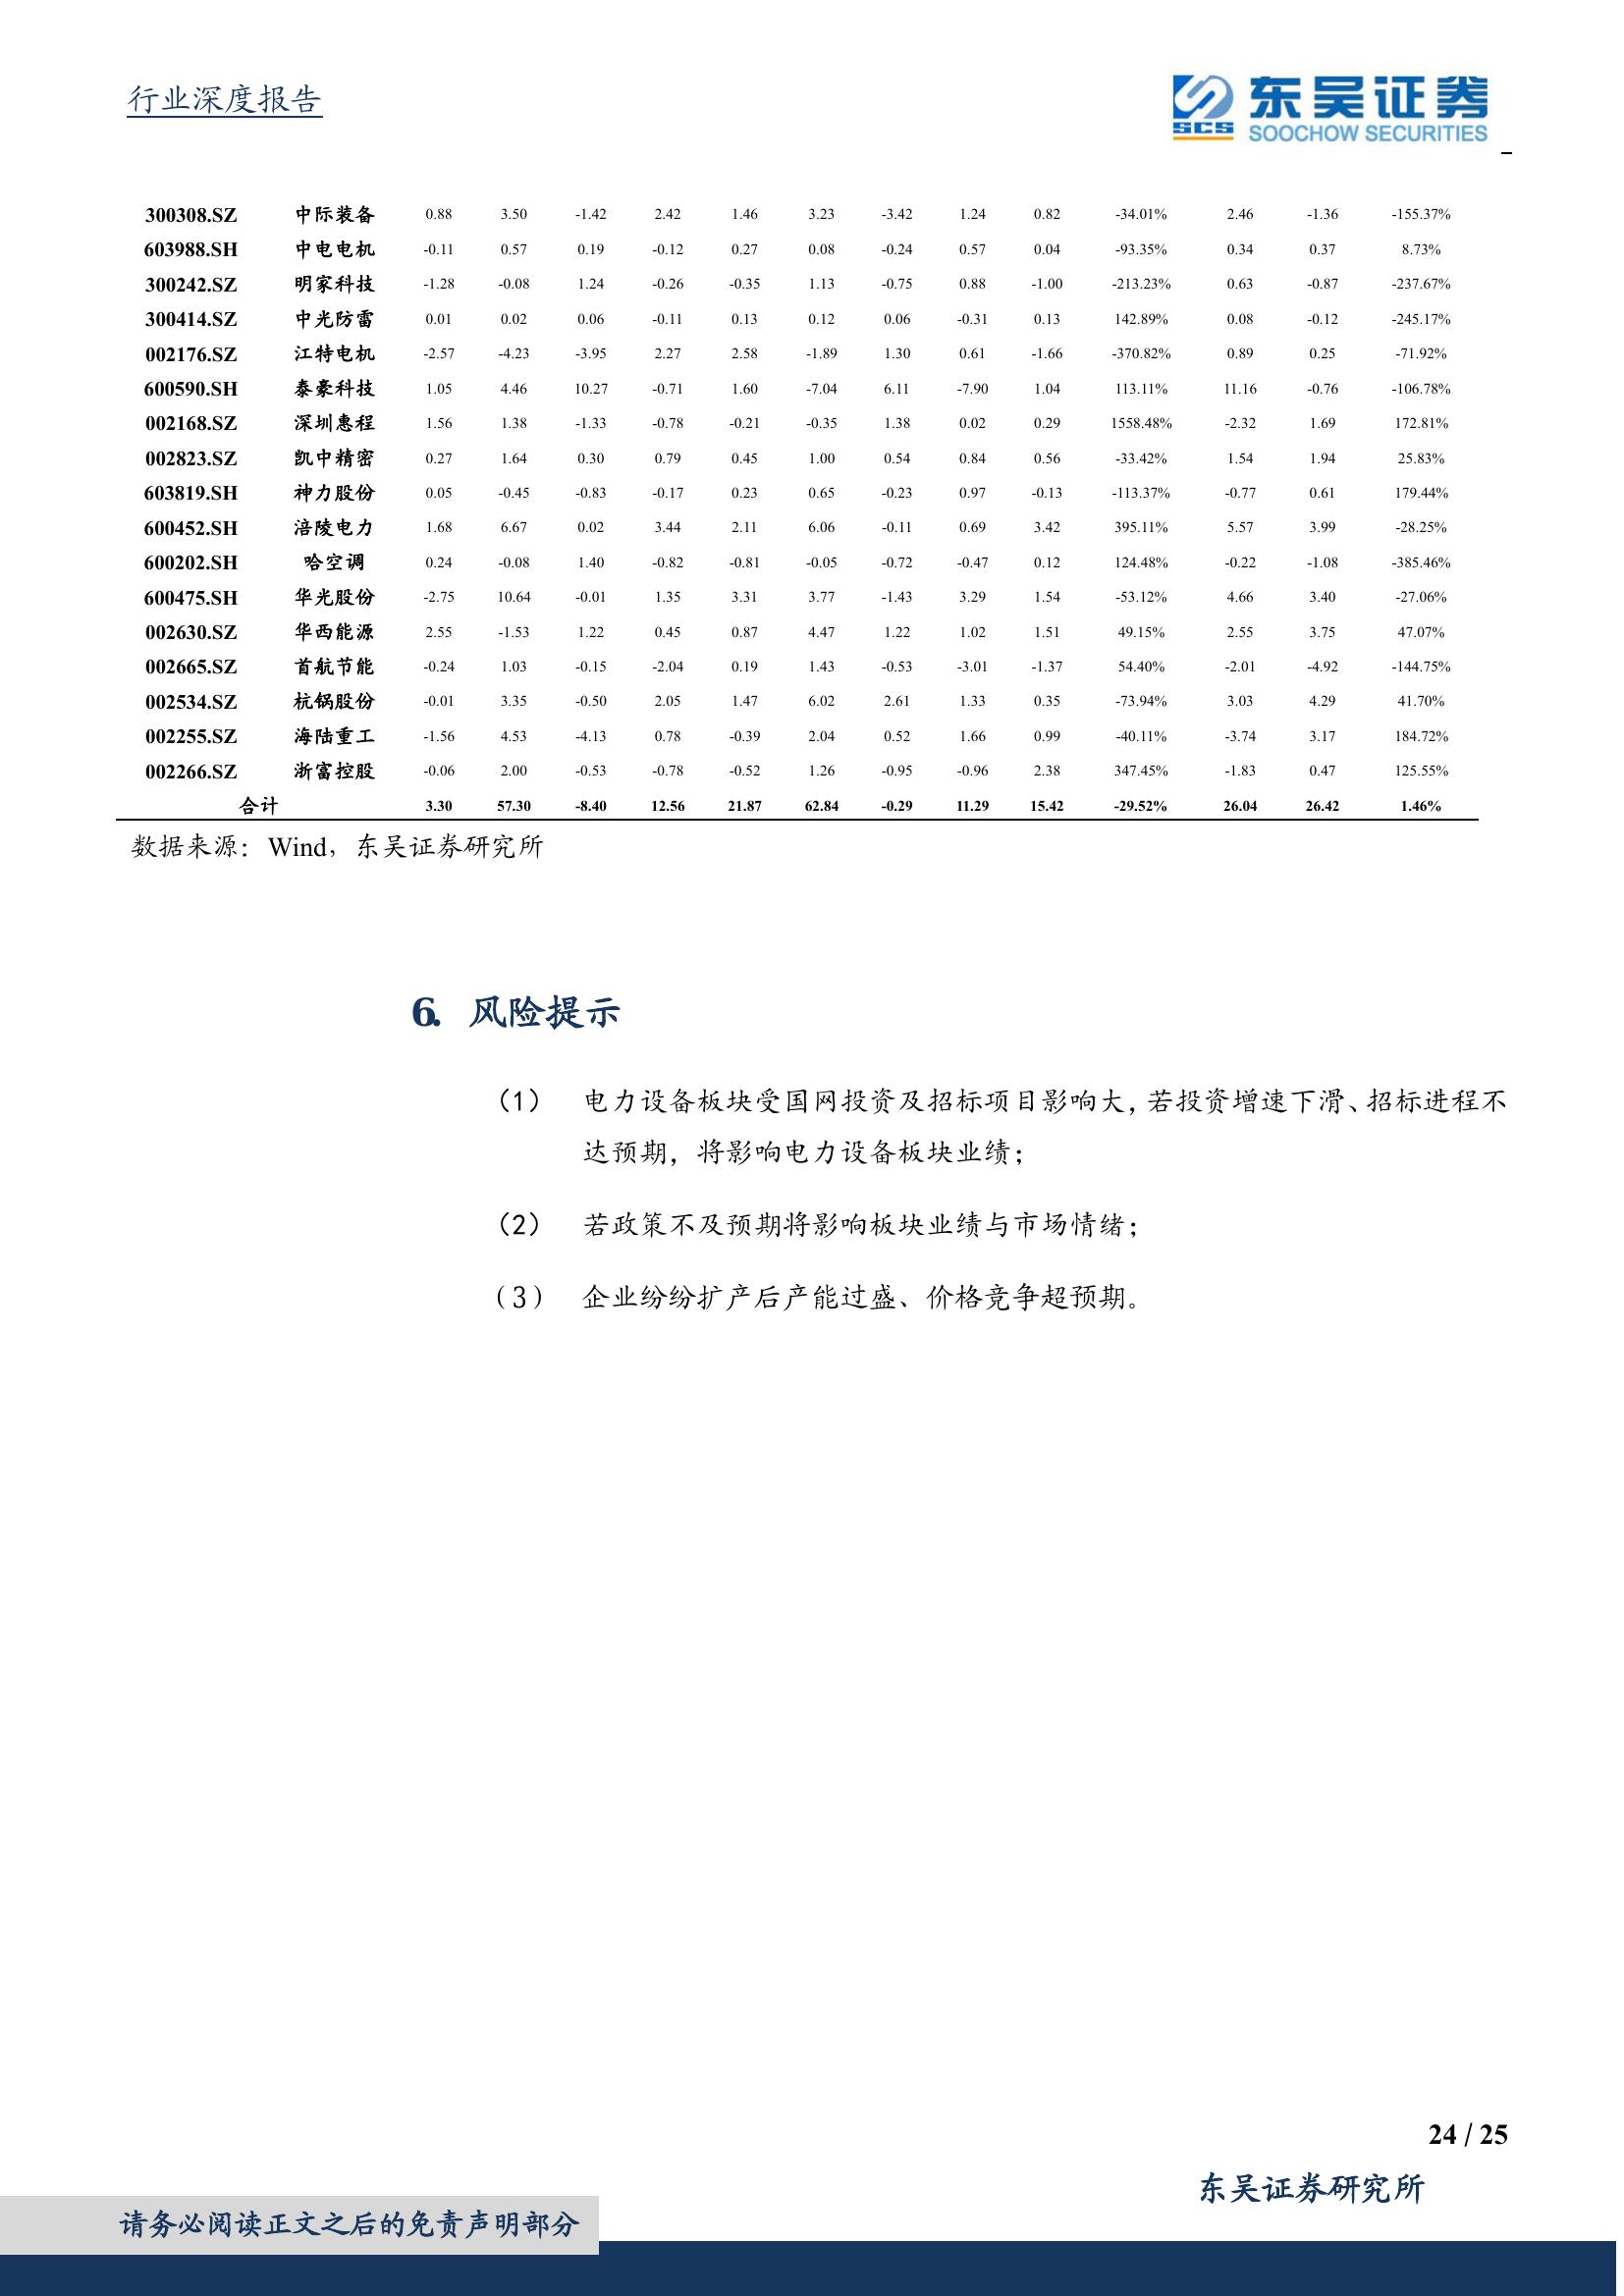 行业深度报告
SCS 东吴证券
SOOCHOW SECURITIES
300308.SZ 中际装备 0.88 3.50 -1.42 2.42 1.46 3.23 -3.42 1.24 0.82 -34.01% 2.46 -1.36 -155.37%
603988.SH 中电电机 -0.11 0.57 0.19 -0.12 0.27 0.08 -0.24 0.57 0.04 -93.35% 0.34 0.37 8.73%
300242.SZ 明家科技 -1.28 -0.08 1.24 -0.26 -0.35 1.13 -0.75 0.88 -1.00 -213.23% 0.63 -0.87 -237.67%
300414.SZ 中光防雷 0.01 0.02 0.06 -0.11 0.13 0.12 0.06 -0.31 0.13 142.89% 0.08 -0.12 -245.17%
002176.SZ 江特电机 -2.57 -4.23 -3.95 2.27 2.58 -1.89 1.30 0.61 -1.66 -370.82% 0.89 0.25 -71.92%
600590.SH 泰豪科技 1.05 4.46 10.27 -0.71 1.60 -7.04 6.11 -7.90 1.04 113.11% 11.16 -0.76 -106.78%
002168.SZ 深圳惠程 1.56 1.38 -1.33 -0.78 -0.21 -0.35 1.38 0.02 0.29 1558.48% -2.32 1.69 172.81%
002823.SZ 凯中精密 0.27 1.64 0.30 0.79 0.45 1.00 0.54 0.84 0.56 -33.42% 1.54 1.94 25.83%
603819.SH 神力股份 0.05 -0.45 -0.83 -0.17 0.23 0.65 -0.23 0.97 -0.13 -113.37% -0.77 0.61 179.44%
600452.SH 涪陵电力 1.68 6.67 0.02 3.44 2.11 6.06 -0.11 0.69 3.42 395.11% 5.57 3.99 -28.25%
600202.SH 哈空调 0.24 -0.08 1.40 -0.82 -0.81 -0.05 -0.72 -0.47 0.12 124.48% -0.22 -1.08 -385.46%
600475.SH 华光股份 -2.75 10.64 -0.01 1.35 3.31 3.77 -1.43 3.29 1.54 -53.12% 4.66 3.40 -27.06%
002630.SZ 华西能源 2.55 -1.53 1.22 0.45 0.87 4.47 1.22 1.02 1.51 49.15% 2.55 3.75 47.07%
002665.SZ 首航节能 -0.24 1.03 -0.15 -2.04 0.19 1.43 -0.53 -3.01 -1.37 54.40% -2.01 -4.92 -144.75%
002534.SZ 杭锅股份 -0.01 3.35 -0.50 2.05 1.47 6.02 2.61 1.33 0.35 -73.94% 3.03 4.29 41.70%
002255.SZ 海陆重工 -1.56 4.53 -4.13 0.78 -0.39 2.04 0.52 1.66 0.99 -40.11% -3.74 3.17 184.72%
002266.SZ 浙富控股 -0.06 2.00 -0.53 -0.78 -0.52 1.26 -0.95 -0.96 2.38 347.45% -1.83 0.47 125.55%
合计 3.30 57.30 -8.40 12.56 21.87 62.84 -0.29 11.29 15.42 -29.52% 26.04 26.42 1.46%
数据来源：Wind，东吴证券研究所
6. 风险提示
（1） 电力设备板块受国网投资及招标项目影响大，若投资增速下滑、招标进程不
达预期，将影响电力设备板块业绩；
（2） 若政策不及预期将影响板块业绩与市场情绪；
（3） 企业纷纷扩产后产能过盛、价格竞争超预期。
24 / 25
东吴证券研究所
请务必阅读正文之后的免责声明部分